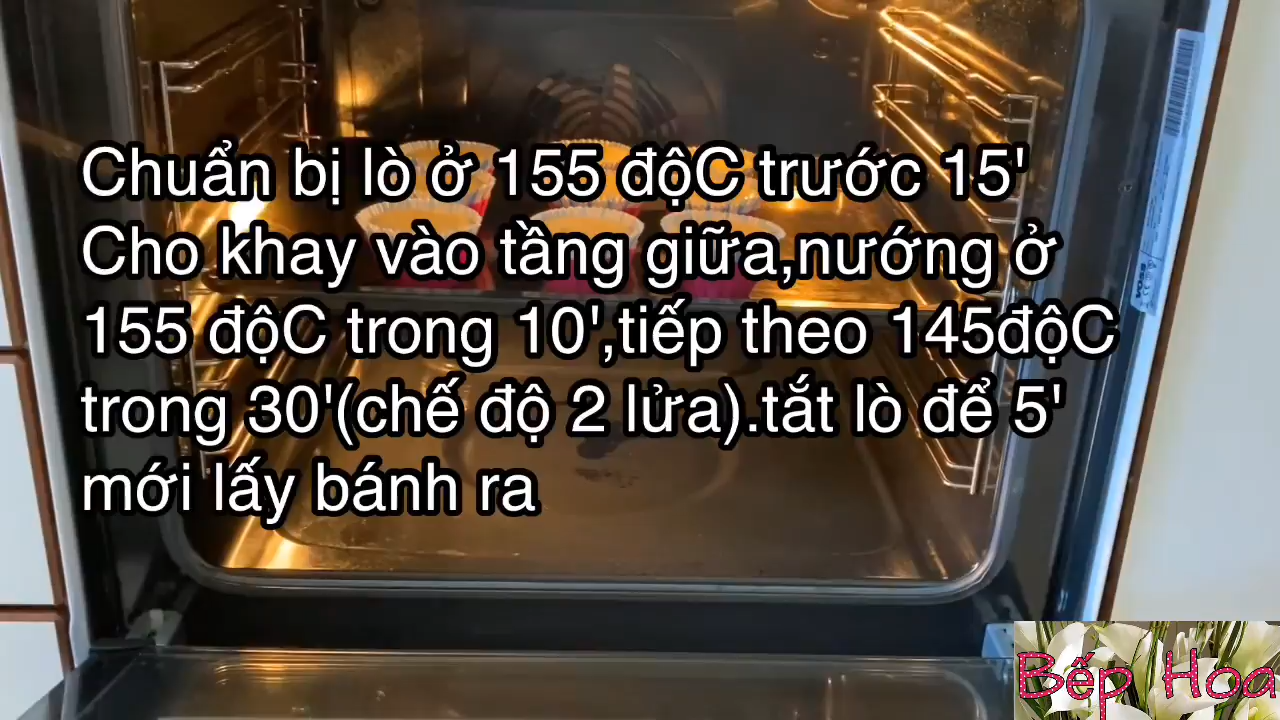 Chuẩn bị lò ở 155 độC trước 15'
Cho khay vào tầng giữa,nướng ở
155 độC trong 10',tiếp theo 145độC
trong 30'(chế độ 2 lửa).tắt lò để 5'
mới lấy bánh ra
VOSS
Bếp Hoa